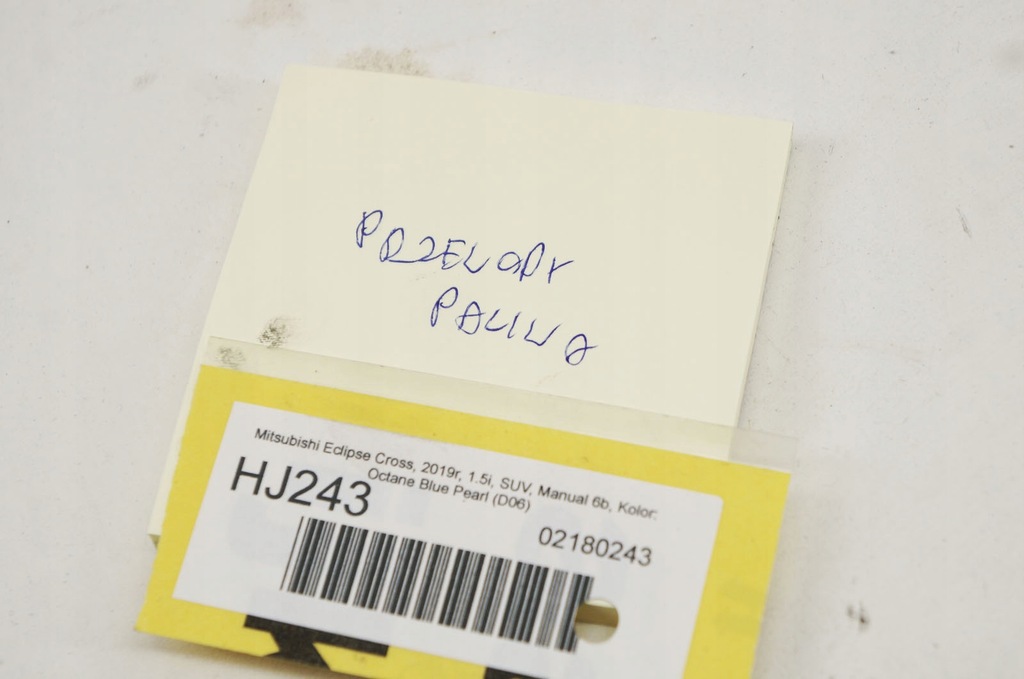 PRZEWODY
PALIWA
Mitsubishi Eclipse Cross, 2019r, 1.5i, SUV, Manual 6b, Kolor:
Octane Blue Pearl (D06)
HJ243
02180243